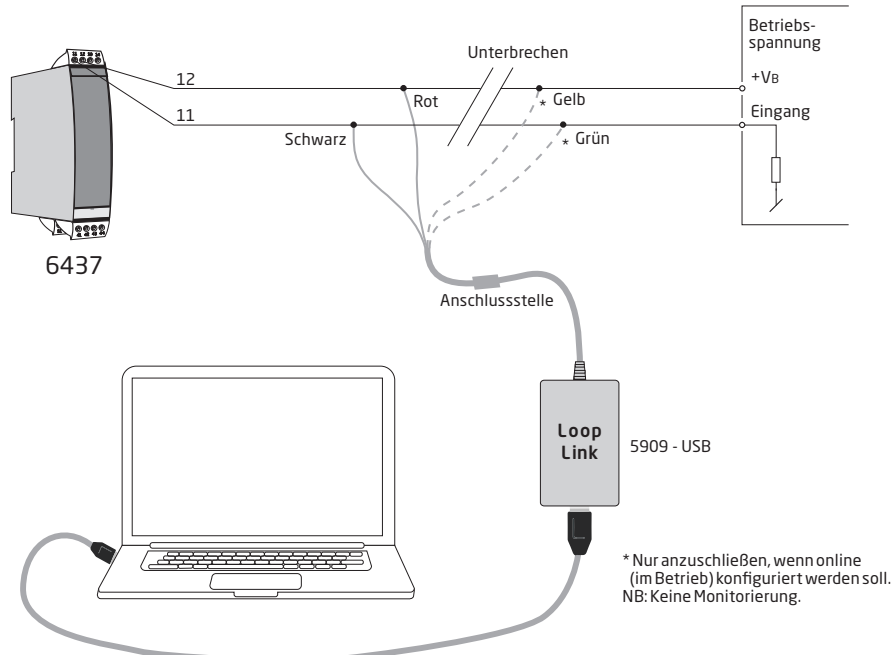 Betriebs-
spannung
Unterbrechen
12
+VB
Rot
* Gelb
11
Eingang
Schwarz
* Grün
6437
Anschlussstelle
Loop
Link
5909 - USB
* Nur anzuschließen, wenn online
(im Betrieb) konfiguriert werden soll.
NB: Keine Monitorierung.